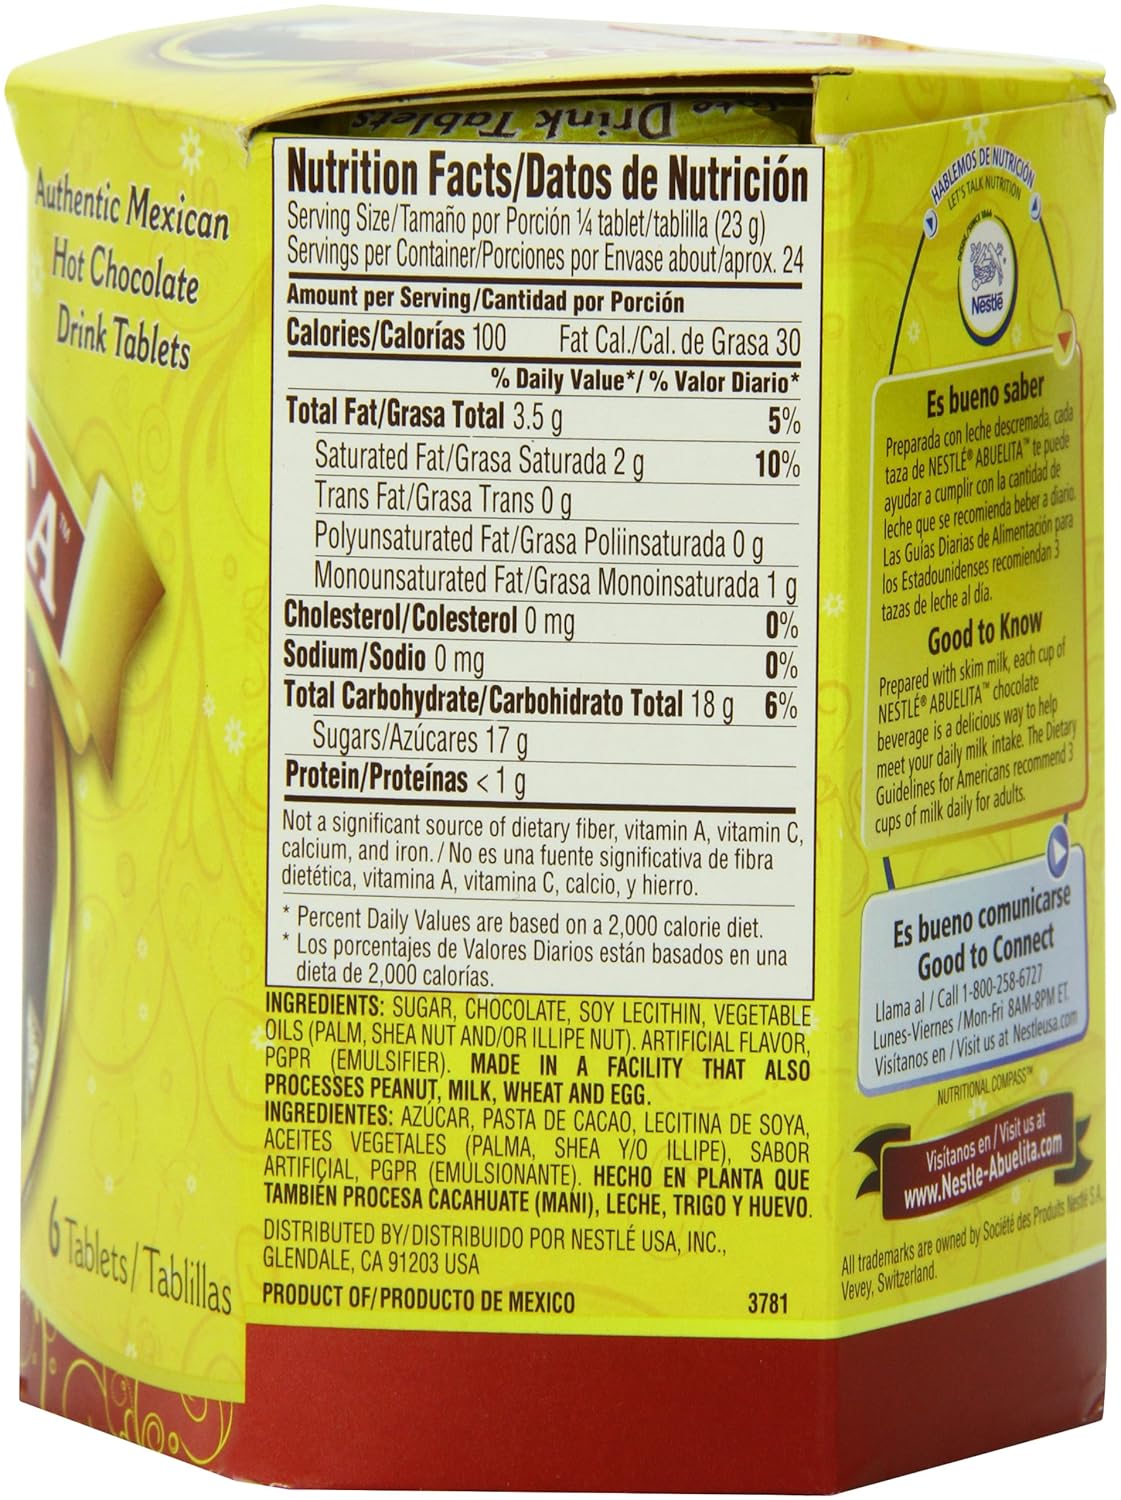 Drink Tablets
Authentic Mexican
Hot Chocolate
Drink Tablets
TA™
6 Tablets/Tablillas
Nutrition Facts/Datos de Nutrición
Serving Size/Tamaño por Porción ¼ tablet/tablilla (23 g)
Servings per Container/Porciones por Envase about/aprox. 24
Amount per Serving/Cantidad por Porción
Calories/Calorías 100 Fat Cal./Cal. de Grasa 30
% Daily Value*/ % Valor Diario*
Total Fat/Grasa Total 3.5 g 5%
Saturated Fat/Grasa Saturada 2 g 10%
Trans Fat/Grasa Trans 0 g
Polyunsaturated Fat/Grasa Poliinsaturada 0 g
Monounsaturated Fat/Grasa Monoinsaturada 1 g
Cholesterol/Colesterol 0 mg 0%
Sodium/Sodio 0 mg 0%
Total Carbohydrate/Carbohidrato Total 18 g 6%
Sugars/Azúcares 17 g
Protein/Proteínas < 1 g
Not a significant source of dietary fiber, vitamin A, vitamin C,
calcium, and iron. / No es una fuente significativa de fibra
dietética, vitamina A, vitamina C, calcio, y hierro.
* Percent Daily Values are based on a 2,000 calorie diet.
* Los porcentajes de Valores Diarios están basados en una
dieta de 2,000 calorías.
INGREDIENTS: SUGAR, CHOCOLATE, SOY LECITHIN, VEGETABLE
OILS (PALM, SHEA NUT AND/OR ILLIPE NUT). ARTIFICIAL FLAVOR,
PGPR (EMULSIFIER). MADE IN A FACILITY THAT ALSO
PROCESSES PEANUT, MILK, WHEAT AND EGG.
INGREDIENTES: AZÚCAR, PASTA DE CACAO, LECITINA DE SOYA,
ACEITES VEGETALES (PALMA, SHEA Y/O ILLIPE), SABOR
ARTIFIÇIAL, PGPR (EMULSIONANTE). HECHO EN PLANTA QUE
TAMBIÉN PROCESA CACAHUATE (MANÍ), LECHE, TRIGO Y HUEVO.
DISTRIBUTED BY/DISTRIBUIDO POR NESTLÉ USA, INC.,
GLENDALE, CA 91203 USA
PRODUCT OF/PRODUCTO DE MEXICO 3781
HABLEMOS DE NUTRICIÓN
LET'S TALK NUTRITION
DESDE/SINCE 1866
Nestlé
Es bueno saber
Preparada con leche descremada, cada
taza de NESTLÉ® ABUELITA™ te puede
ayudar a cumplir con la cantidad de
leche que se recomienda beber a diario.
Las Guías Diarias de Alimentación para
los Estadounidenses recomiendan 3
tazas de leche al día.
Good to Know
Prepared with skim milk, each cup of
NESTLÉ® ABUELITA™ chocolate
beverage is a delicious way to help
meet your daily milk intake. The Dietary
Guidelines for Americans recommend 3
cups of milk daily for adults.
Es bueno comunicarse
Good to Connect
Llama al / Call 1-800-258-6727
Lunes-Viernes / Mon-Fri 8AM-8PM ET.
Visítanos en / Visit us at Nestleusa.com
NUTRITIONAL COMPASS™
Visítanos en / Visit us at
www.Nestle-Abuelita.com
All trademarks are owned by Société des Produits Nestlé S.A.,
Vevey, Switzerland.